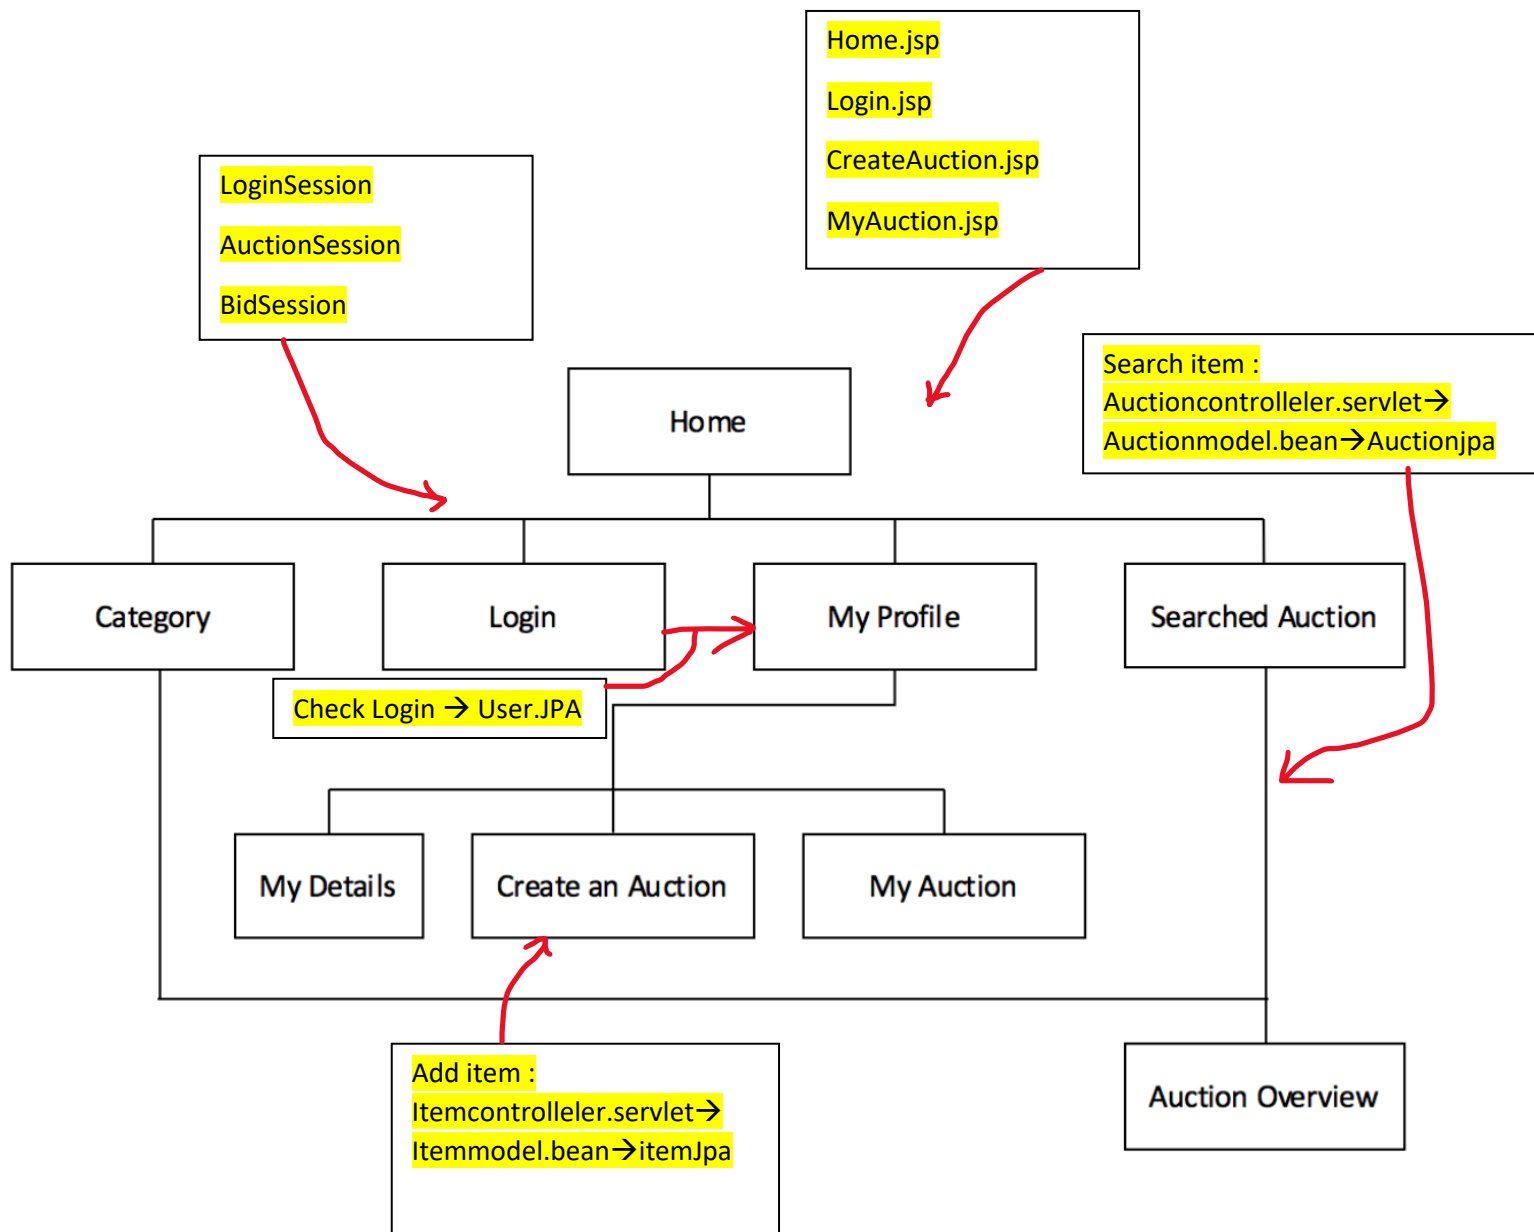 Home.jsp
Login.jsp
CreateAuction.jsp
MyAuction.jsp
LoginSession
AuctionSession
BidSession
Search item :
Auctioncontrolleler.servlet→
Auctionmodel.bean→Auctionjpa
Home
Category
Login
My Profile
Searched Auction
Check Login → User.JPA
My Details
Create an Auction
My Auction
Add item :
Itemcontrolleler.servlet→
Itemmodel.bean→itemJpa
Auction Overview